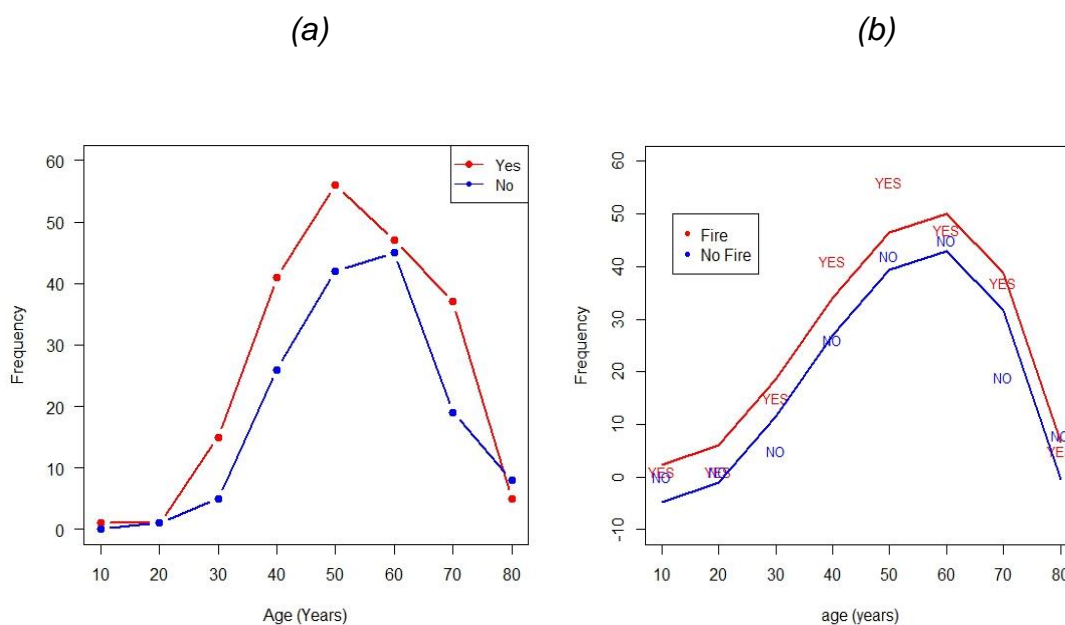 (a)
60
50
40
30
20
10
0
Frequency
Yes
No
10 20 30 40 50 60 70 80
Age (Years)
(b)
60
50
40
30
20
10
0
-10
Frequency
Fire
No Fire
YES
YES
YES
YES
YES
YES
YES
YES
NO
NO
NO
NO
NO
NO
NO
NO
10 20 30 40 50 60 70 80
age (years)